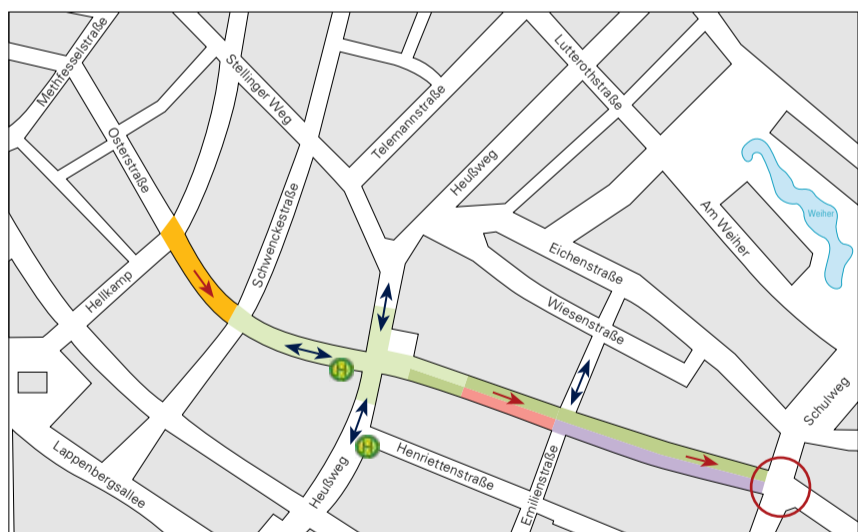 Methfesselstraße
Stellinger Weg
Lutterothstraße
Telemannstraße
Osterstraße
Heußweg
Weiher
Am Weiher
Schwenckestraße
Eichenstraße
Hellkamp
Wiesenstraße
H
Schulweg
H
Henriettenstraße
Lappenbergsallee
Heußweg
Emilienstraße